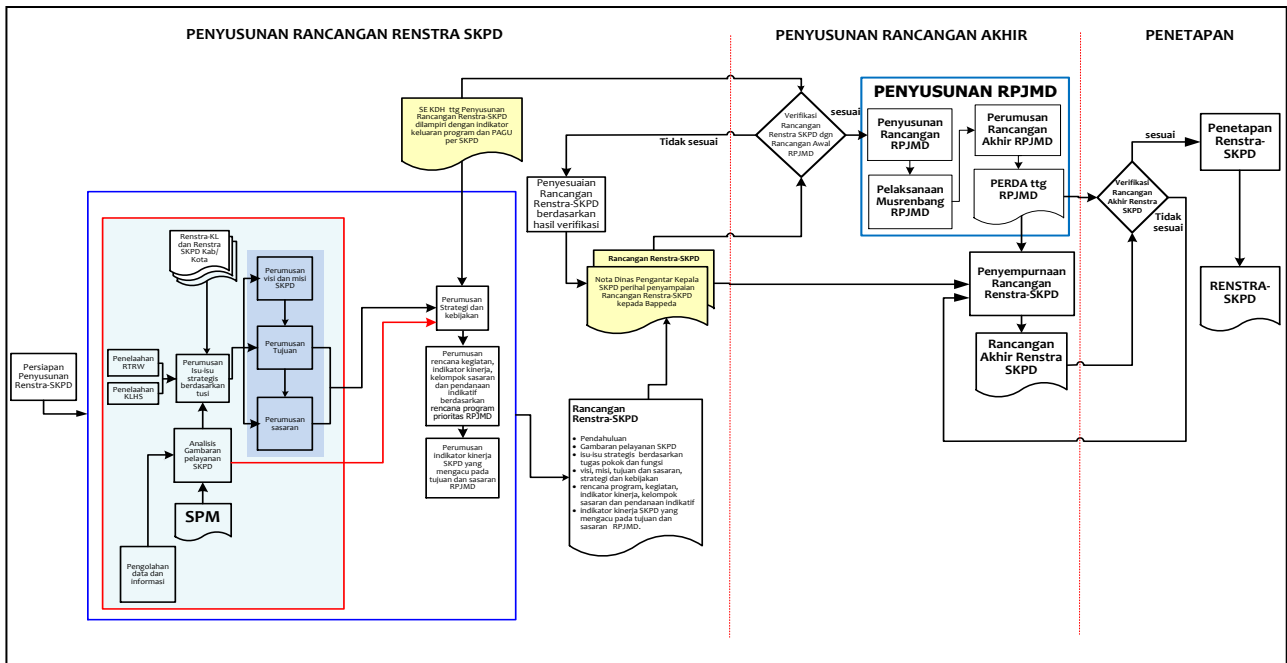 PENYUSUNAN RANCANGAN RENSTRA SKPD
PENYUSUNAN RANCANGAN AKHIR
PENETAPAN
SE KDH ttg Penyusunan
Rancangan Renstra-SKPD
dilampiri dengan indikator
keluaran program dan PAGU
per SKPD
Verifikasi
Rancangan
Renstra SKPD dgn
Rancangan Awal
RPJMD
sesuai
Tidak sesuai
Penyesuaian
Rancangan
Renstra-SKPD
berdasarkan
hasil verifikasi
PENYUSUNAN RPJMD
Penyusunan
Rancangan
RPJMD
Pelaksanaan
Musrenbang
RPJMD
Perumusan
Rancangan
Akhir RPJMD
PERDA ttg
RPJMD
sesuai
Verifikasi
Rancangan
Akhir Renstra
SKPD
Tidak
sesuai
Penetapan
Renstra-
SKPD
RENSTRA-
SKPD
Renstra-KL
dan Renstra
SKPD Kab/
Kota
Perumusan
visi dan misi
SKPD
Perumusan
Tujuan
Perumusan
sasaran
Penelaahan
RTRW
Penelaahan
KLHS
Perumusan
Isu-isu
strategis
berdasarkan
tusi
Persiapan
Penyusunan
Renstra-SKPD
Analisis
Gambaran
pelayanan
SKPD
SPM
Pengolahan
data dan
informasi
Perumusan
Strategi dan
kebijakan
Perumusan
rencana kegiatan,
indikator kinerja,
kelompok sasaran
dan pendanaan
indikatif
berdasarkan
rencana program
prioritas RPJMD
Perumusan
indikator kinerja
SKPD yang
mengacu pada
tujuan dan
sasaran RPJMD
Rancangan Renstra-SKPD
Nota Dinas Pengantar Kepala
SKPD perihal penyampaian
Rancangan Renstra-SKPD
kepada Bappeda
Rancangan
Renstra-SKPD
• Pendahuluan
• Gambaran pelayanan SKPD
• isu-isu strategis berdasarkan
tugas pokok dan fungsi
• visi, misi, tujuan dan sasaran,
strategi dan kebijakan
• rencana program, kegiatan,
indikator kinerja, kelompok
sasaran dan pendanaan indikatif
• indikator kinerja SKPD yang
mengacu pada tujuan dan
sasaran RPJMD.
Penyempurnaan
Rancangan
Renstra-SKPD
Rancangan
Akhir Renstra
SKPD